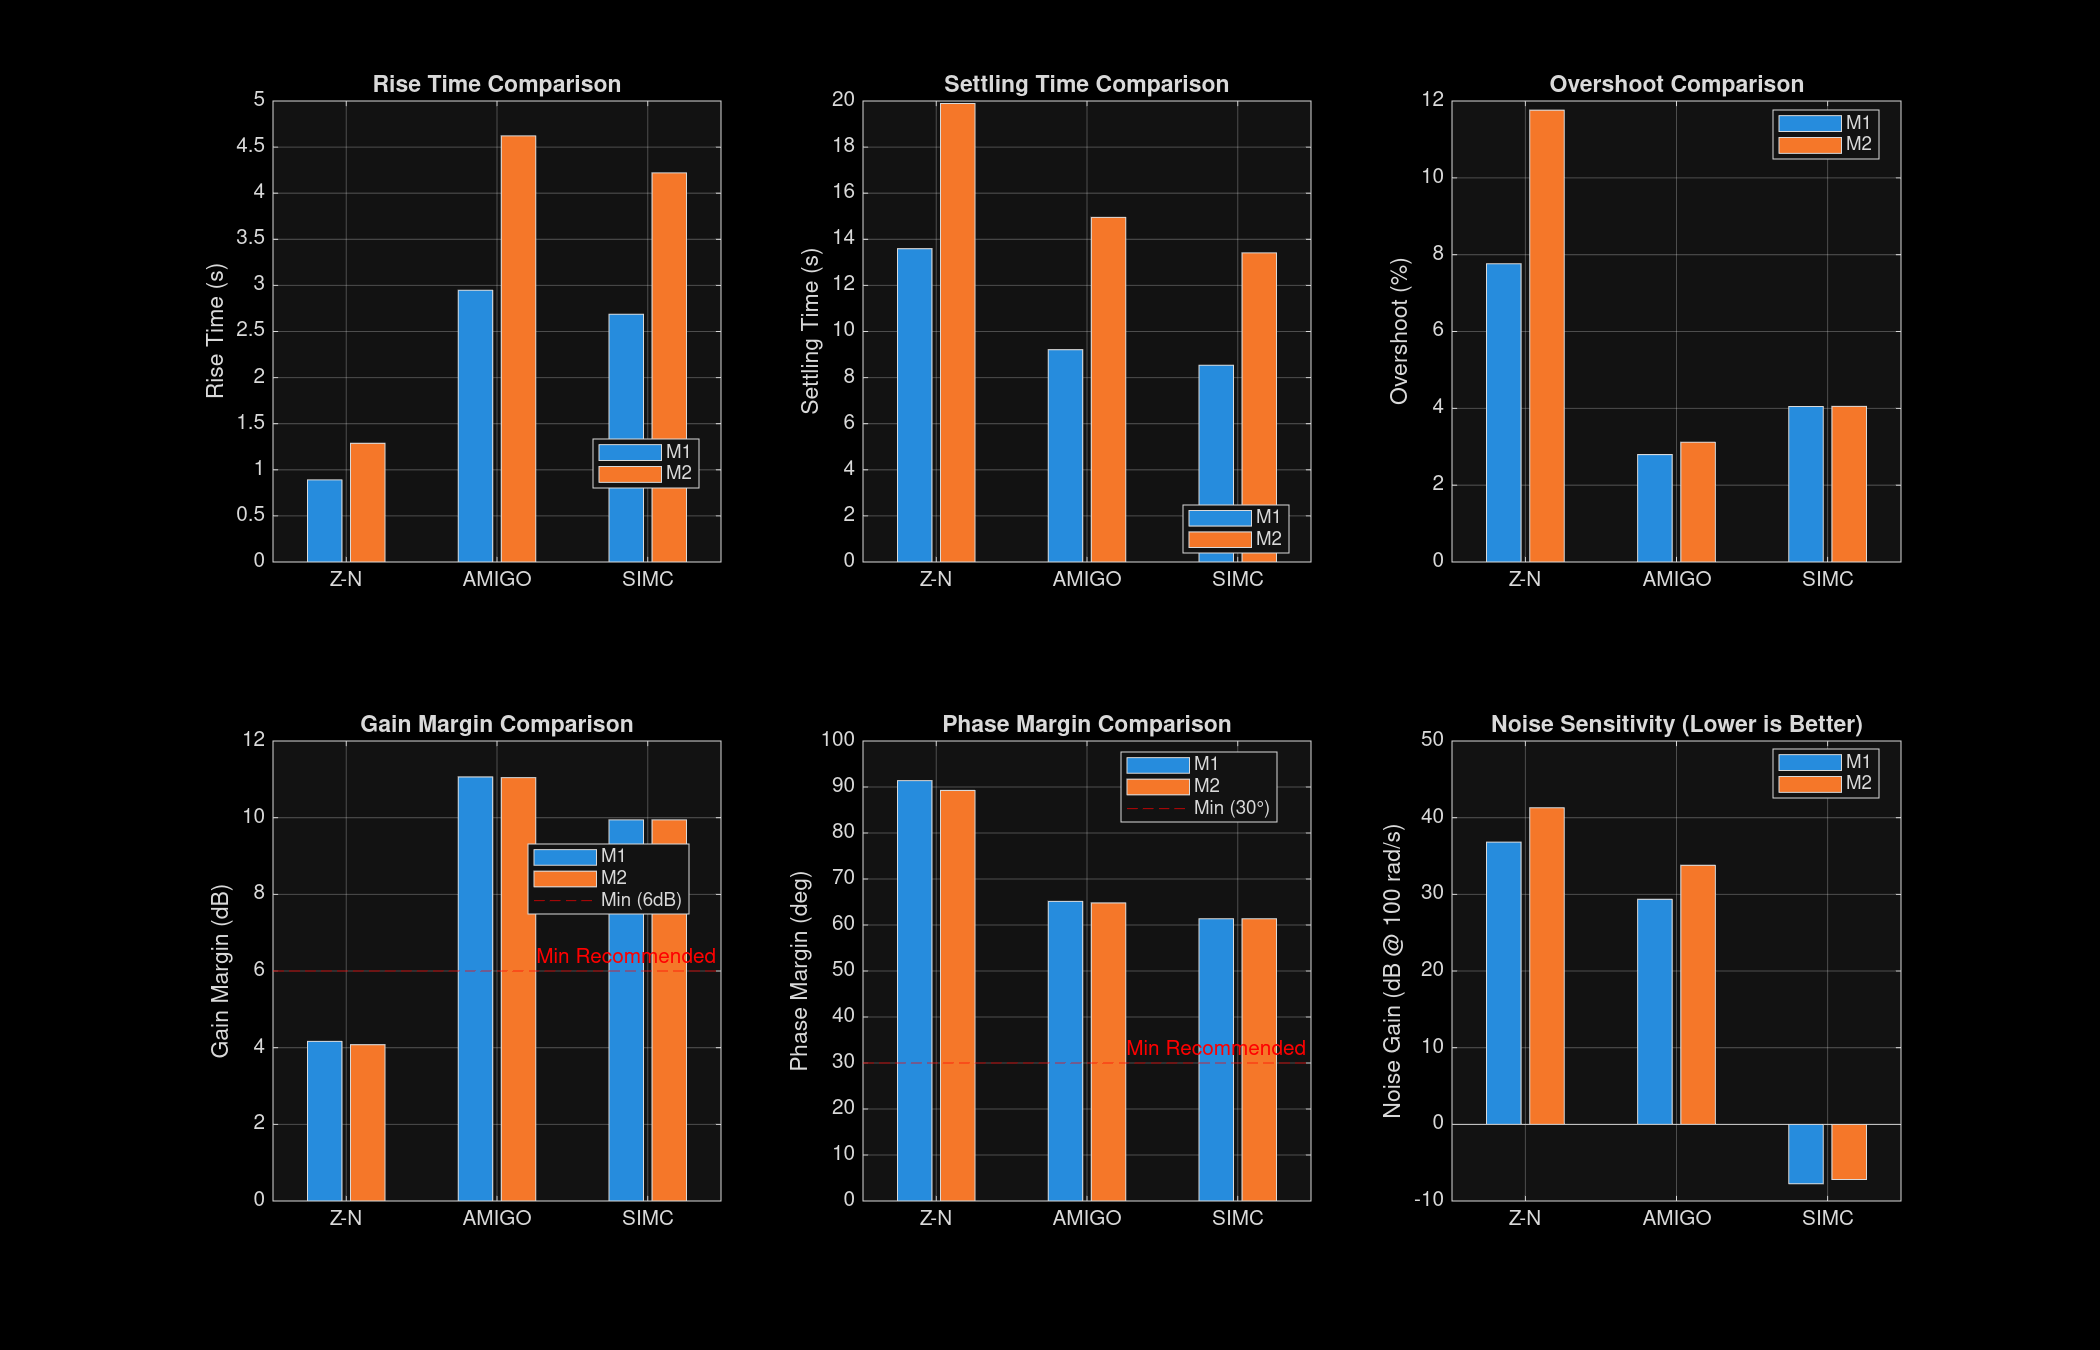 Rise Time Comparison
5
4.5
4
3.5
3
2.5
2
1.5
1
0.5
0
Rise Time (s)
M1
M2
Z-N
AMIGO
SIMC
Settling Time Comparison
20
18
16
14
12
10
8
6
4
2
0
Settling Time (s)
M1
M2
Z-N
AMIGO
SIMC
Overshoot Comparison
12
10
8
6
4
2
0
Overshoot (%)
M1
M2
Z-N
AMIGO
SIMC
Gain Margin Comparison
12
10
8
6
4
2
0
Gain Margin (dB)
M1
M2
Min (6dB)
Min Recommended
Z-N
AMIGO
SIMC
Phase Margin Comparison
100
90
80
70
60
50
40
30
20
10
0
Phase Margin (deg)
M1
M2
Min (30°)
Min Recommended
Z-N
AMIGO
SIMC
Noise Sensitivity (Lower is Better)
50
40
30
20
10
0
-10
Noise Gain (dB @ 100 rad/s)
M1
M2
Z-N
AMIGO
SIMC